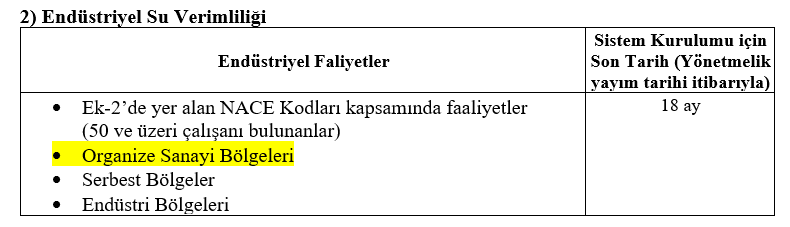 2) Endüstriyel Su Verimliliği
Endüstriyel Faliyetler
Sistem Kurulumu için
Son Tarih (Yönetmelik
yayım tarihi itibarıyla)
• Ek-2’de yer alan NACE Kodları kapsamında faaliyetler
(50 ve üzeri çalışanı bulunanlar)
• Organize Sanayi Bölgeleri
• Serbest Bölgeler
• Endüstri Bölgeleri
18 ay